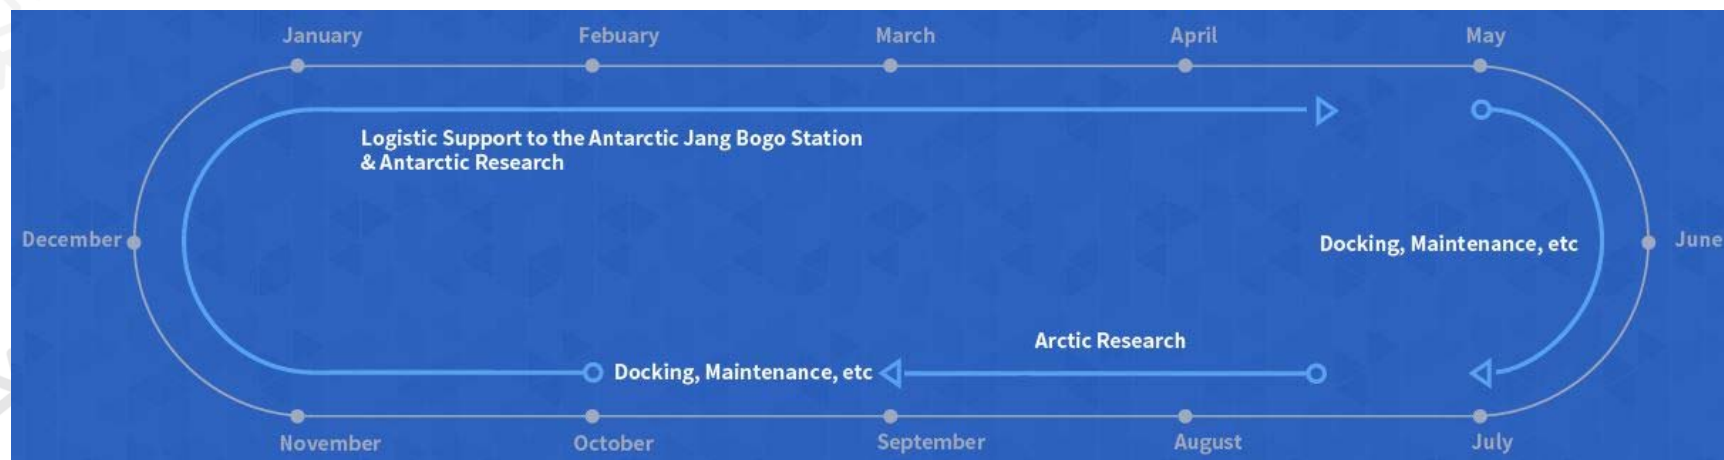 January
Febuary
March
April
May
Logistic Support to the Antarctic Jang Bogo Station
& Antarctic Research
December
Docking, Maintenance, etc
June
Arctic Research
Docking, Maintenance, etc
November
October
September
August
July